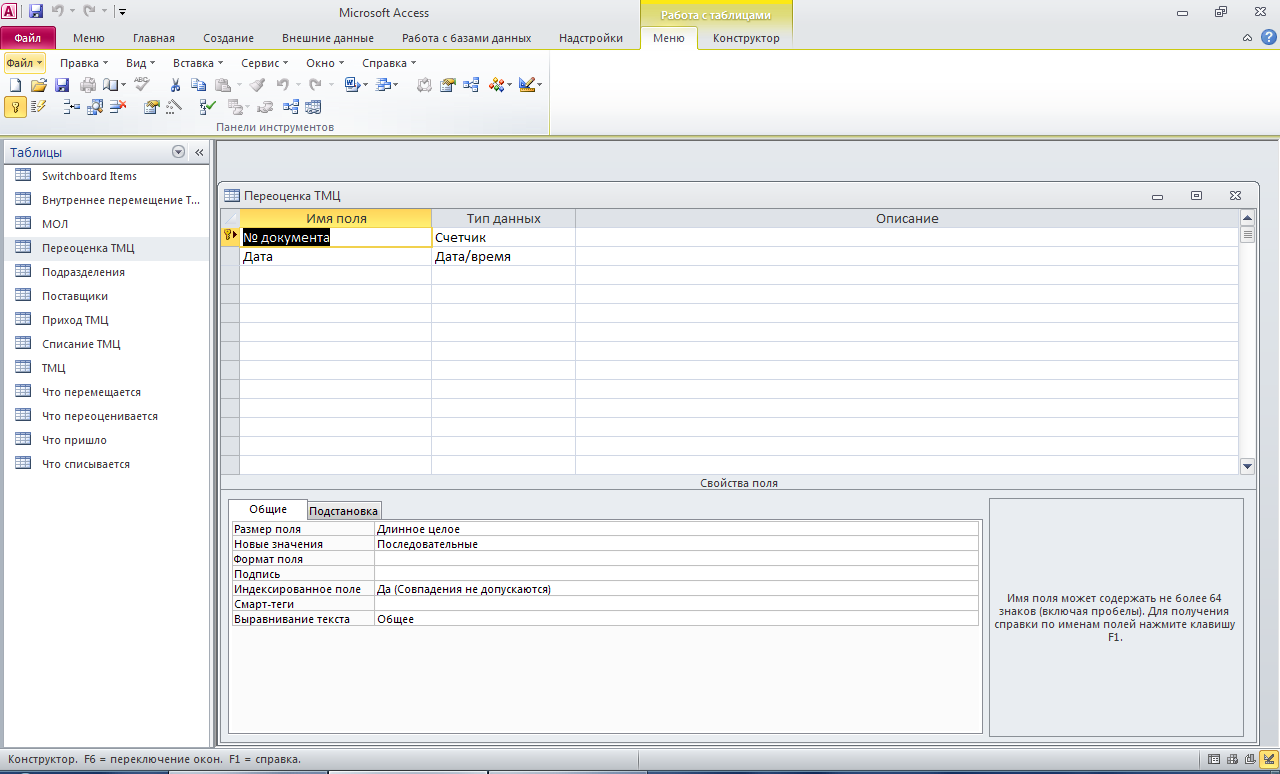 Microsoft Access
Работа с таблицами
Файл Меню Главная Создание Внешние данные Работа с базами данных Надстройки Меню Конструктор
Файл Правка Вид Вставка Сервис Окно Справка
Панели инструментов
Таблицы
Switchboard Items
Внутреннее перемещение Т...
МОЛ
Переоценка ТМЦ
Подразделения
Поставщики
Приход ТМЦ
Списание ТМЦ
ТМЦ
Что перемещается
Что переоценивается
Что пришло
Что списывается
Переоценка ТМЦ
Имя поля Тип данных Описание
№ документа Счетчик
Дата Дата/время
Свойства поля
Общие Подстановка
Размер поля Длинное целое
Новые значения Последовательные
Формат поля
Подпись
Индексированное поле Да (Совпадения не допускаются)
Смарт-теги
Выравнивание текста Общее
Имя поля может содержать не более 64
знаков (включая пробелы). Для получения
справки по именам полей нажмите клавишу
F1.
Конструктор. F6 = переключение окон. F1 = справка.